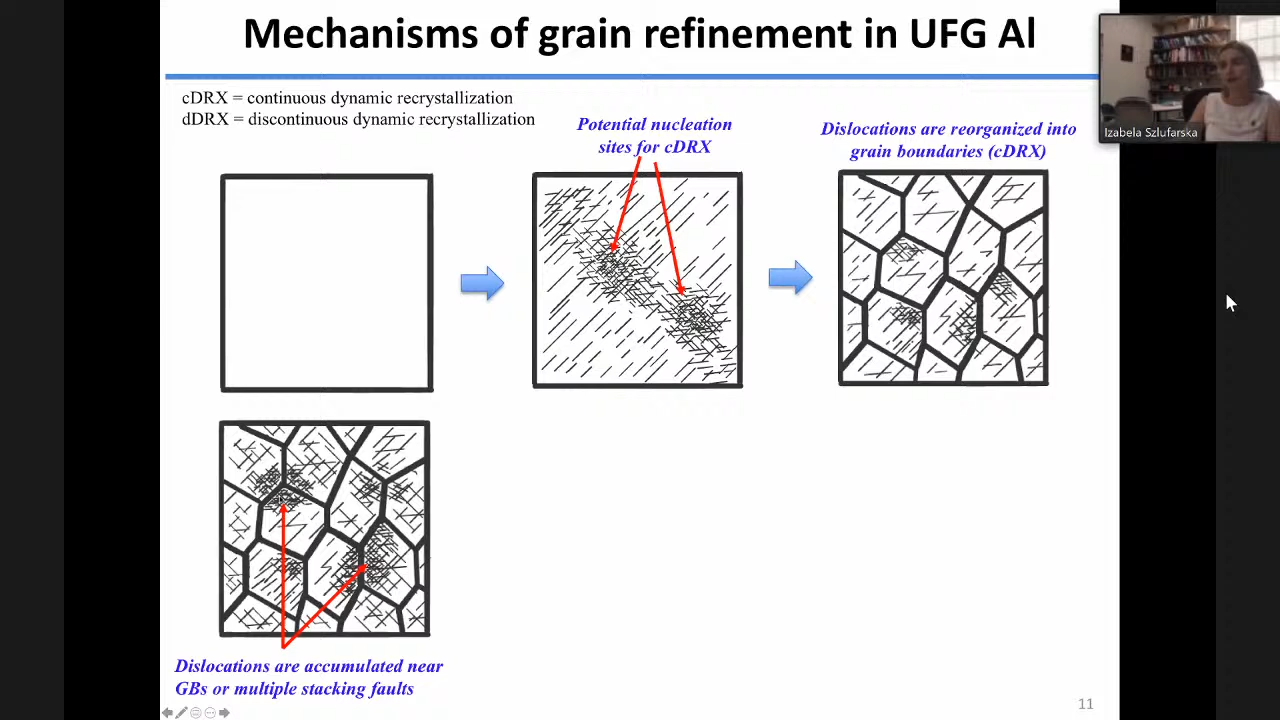 Mechanisms of grain refinement in UFG Al
cDRX = continuous dynamic recrystallization
dDRX = discontinuous dynamic recrystallization
Potential nucleation
sites for cDRX
Dislocations are reorganized into
grain boundaries (cDRX)
Izabela Szlufarska
Dislocations are accumulated near
GBs or multiple stacking faults
11